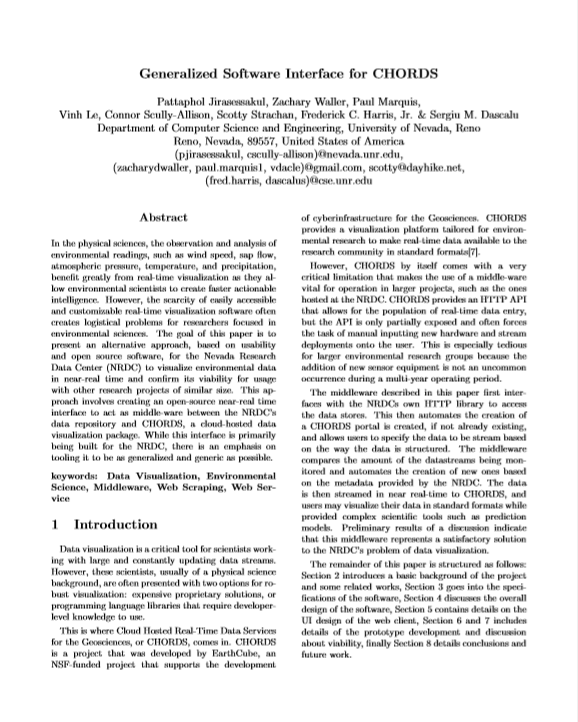 Generalized Software Interface for CHORDS
Pattaphol Jirasessakul, Zachary Waller, Paul Marquis,
Vinh Le, Connor Scully-Allison, Scotty Strachan, Frederick C. Harris, Jr. & Sergiu M. Dascalu
Department of Computer Science and Engineering, University of Nevada, Reno
Reno, Nevada, 89557, United States of America
(pjirasessakul, cscully-allison)@nevada.unr.edu,
(zacharydwaller, paul.marquis1, vdacle)@gmail.com, scotty@dayhike.net,
(fred.harris, dascalus)@cse.unr.edu
Abstract
In the physical sciences, the observation and analysis of
environmental readings, such as wind speed, sap flow,
atmospheric pressure, temperature, and precipitation,
benefit greatly from real-time visualization as they al-
low environmental scientists to create faster actionable
intelligence. However, the scarcity of easily accessible
and customizable real-time visualization software often
creates logistical problems for researchers focused in
environmental sciences. The goal of this paper is to
present an alternative approach, based on usability
and open source software, for the Nevada Research
Data Center (NRDC) to visualize environmental data
in near-real time and confirm its viability for usage
with other research projects of similar size. This ap-
proach involves creating an open-source near-real time
interface to act as middle-ware between the NRDC's
data repository and CHORDS, a cloud-hosted data
visualization package. While this interface is primarily
being built for the NRDC, there is an emphasis on
tooling it to be as generalized and generic as possible.
keywords: Data Visualization, Environmental
Science, Middleware, Web Scraping, Web Ser-
vice
1 Introduction
Data visualization is a critical tool for scientists work-
ing with large and constantly updating data streams.
However, these scientists, usually of a physical science
background, are often presented with two options for ro-
bust visualization: expensive proprietary solutions, or
programming language libraries that require developer-
level knowledge to use.
This is where Cloud Hosted Real-Time Data Services
for the Geosciences, or CHORDS, comes in. CHORDS
is a project that was developed by EarthCube, an
NSF-funded project that supports the development
of cyberinfrastructure for the Geosciences. CHORDS
provides a visualization platform tailored for environ-
mental research to make real-time data available to the
research community in standard formats[7].
However, CHORDS by itself comes with a very
critical limitation that makes the use of a middle-ware
vital for operation in larger projects, such as the ones
hosted at the NRDC. CHORDS provides an HTTP API
that allows for the population of real-time data entry,
but the API is only partially exposed and often forces
the task of manual inputting new hardware and stream
deployments onto the user. This is especially tedious
for larger environmental research groups because the
addition of new sensor equipment is not an uncommon
occurrence during a multi-year operating period.
The middleware described in this paper first inter-
faces with the NRDC's own HTTP library to access
the data stores. This then automates the creation of
a CHORDS portal is created, if not already existing,
and allows users to specify the data to be stream based
on the way the data is structured. The middleware
compares the amount of the datastreams being mon-
itored and automates the creation of new ones based
on the metadata provided by the NRDC. The data
is then streamed in near real-time to CHORDS, and
users may visualize their data in standard formats while
provided complex scientific tools such as prediction
models. Preliminary results of a discussion indicate
that this middleware represents a satisfactory solution
to the NRDC's problem of data visualization.
The remainder of this paper is structured as follows:
Section 2 introduces a basic background of the project
and some related works, Section 3 goes into the speci-
fications of the software, Section 4 discusses the overall
design of the software, Section 5 contains details on the
UI design of the web client, Section 6 and 7 includes
details of the prototype development and discussion
about viability, finally Section 8 details conclusions and
future work.